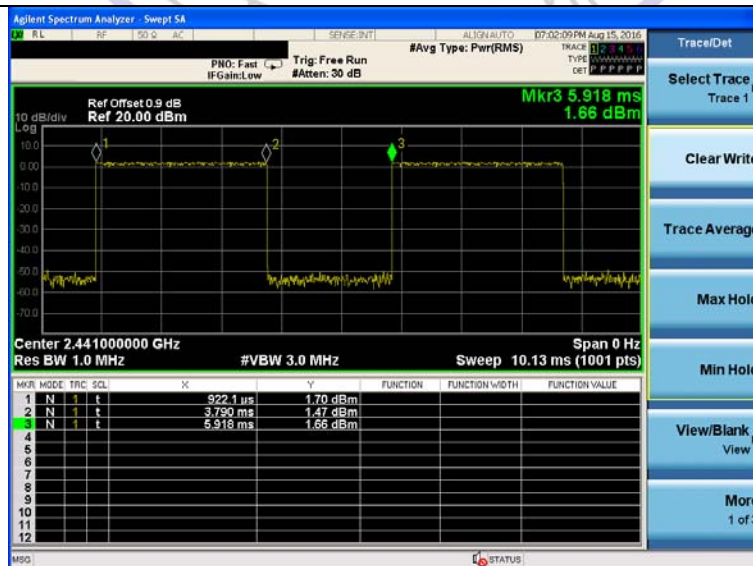 Agilent Spectrum Analyzer - Swept SA
RL RF 50 Ω AC SENSE:INT ALIGN AUTO 07:02:09 PM Aug 15, 2016
#Avg Type: Pwr(RMS) TRACE 1 2 3 4 5 6
PNO: Fast Trig: Free Run TYPE
IFGain:Low #Atten: 30 dB DET P P P P P P
Mkr3 5.918 ms
1.66 dBm
Ref Offset 0.9 dB
10 dB/div Ref 20.00 dBm
Log
1 2 3
10.0
0.00
-10.0
-20.0
-30.0
-40.0
-50.0
-60.0
-70.0
Center 2.441000000 GHz Span 0 Hz
Res BW 1.0 MHz #VBW 3.0 MHz Sweep 10.13 ms (1001 pts)
MKR MODE TRC SCL X Y FUNCTION FUNCTION WIDTH FUNCTION VALUE
1 N 1 t 922.1 µs 1.70 dBm
2 N 1 t 3.790 ms 1.47 dBm
3 N 1 t 5.918 ms 1.66 dBm
4
5
6
7
8
9
10
11
12
MSG STATUS
Trace/Det
Select Trace
Trace 1
Clear Write
Trace Average
Max Hold
Min Hold
View/Blank
View
More
1 of 3